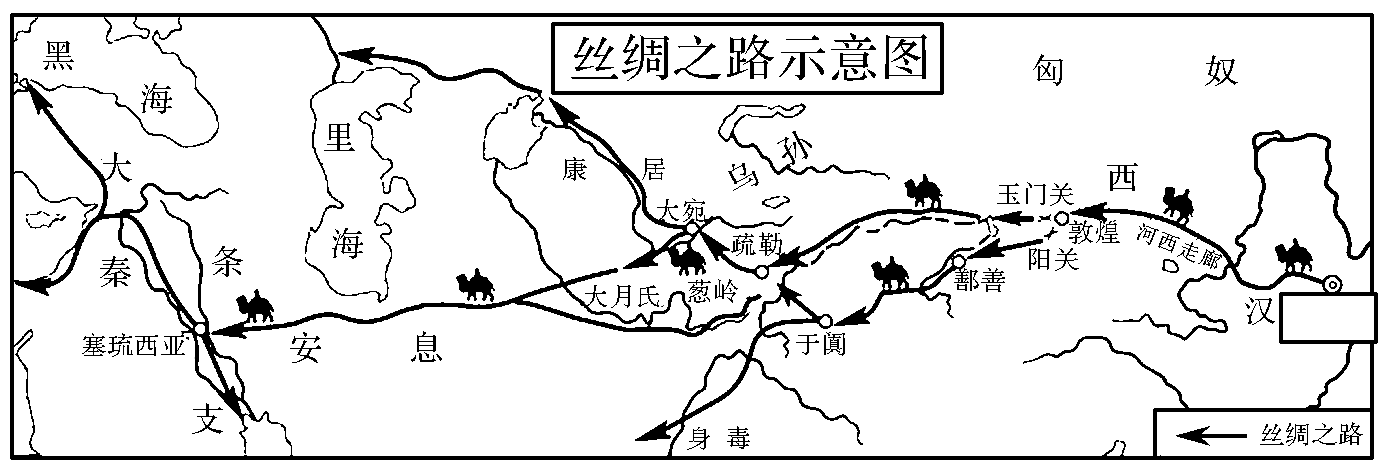 丝绸之路示意图
匈奴
黑海
里海
康居
乌孙
大宛
疏勒
玉门关
西
敦煌
河西走廊
阳关
鄯善
大秦
条支
大月氏
葱岭
汉
塞琉西亚
安息
于阗
身毒
丝绸之路